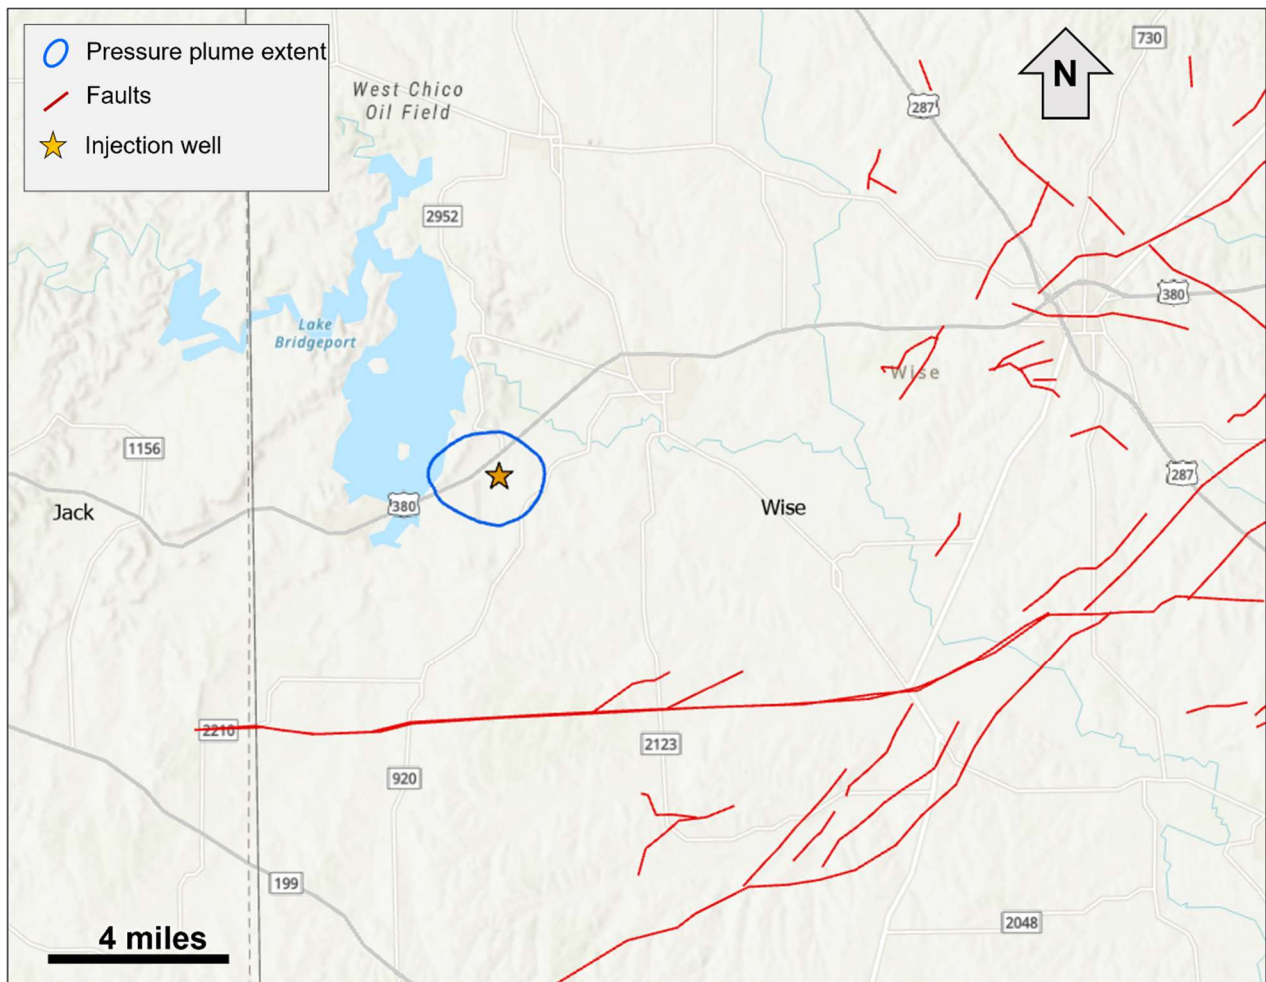 Pressure plume extent
Faults
Injection well
N
730
West Chico
Oil Field
287
2952
380
Lake
Bridgeport
Wise
1156
287
380
Jack
Wise
2210
2123
920
199
2048
4 miles